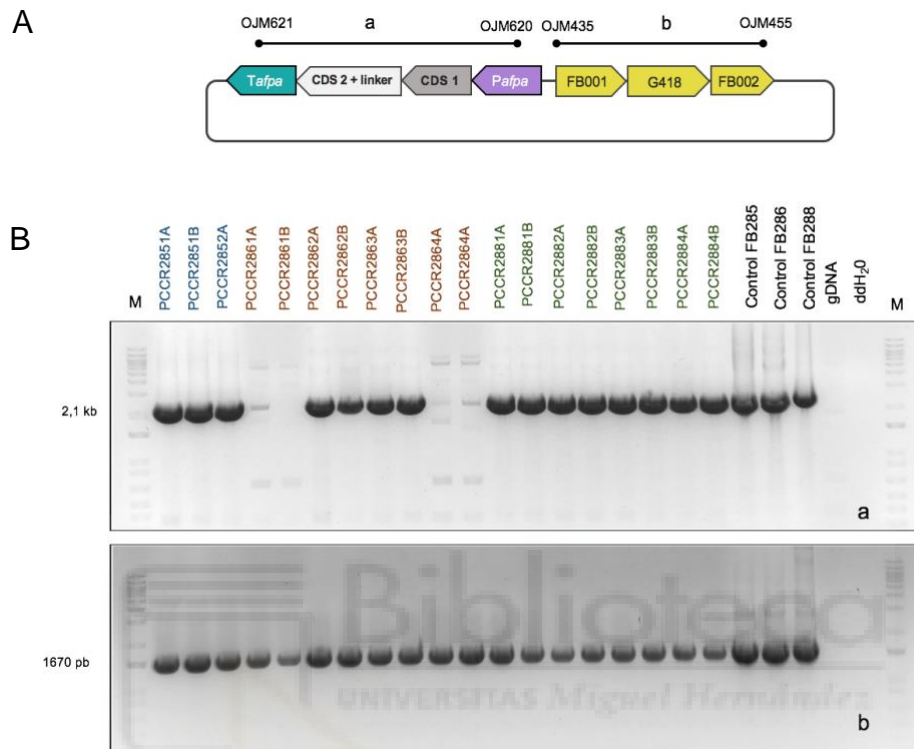 A
OJM621 a OJM620 OJM435 b OJM455
Tafpa CDS 2 + linker CDS 1 Pafpa FB001 G418 FB002
B
M PCCR2851A PCCR2851B PCCR2852A PCCR2861A PCCR2861B PCCR2862A PCCR2862B PCCR2863A PCCR2863B PCCR2864A PCCR2864A PCCR2881A PCCR2881B PCCR2882A PCCR2882B PCCR2883A PCCR2883B PCCR2884A PCCR2884B Control FB285 Control FB286 Control FB288 gDNA ddH₂0 M
2,1 kb
a
Biblioteca
1670 pb
UNIVERSITAS Miguel Hernández
b